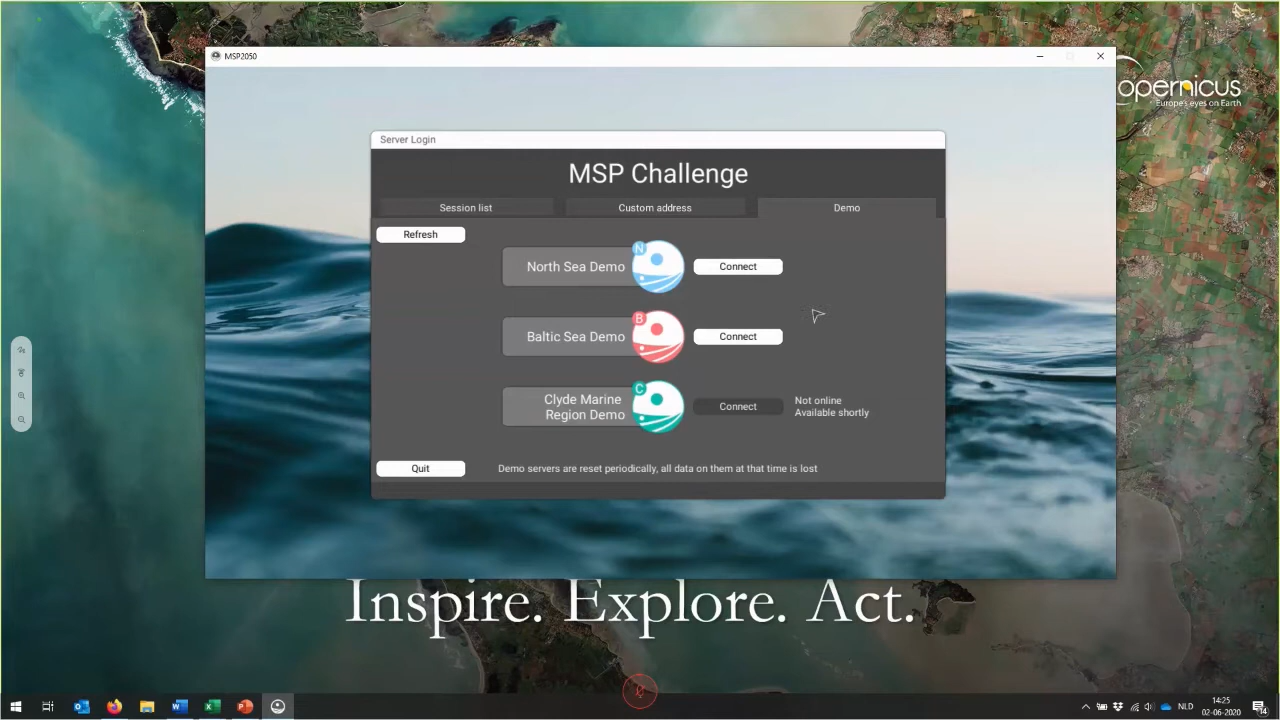 MSP2050
opernicus
Europe's eyes on Earth
Server Login
MSP Challenge
Session list
Custom address
Demo
Refresh
N
North Sea Demo
Connect
B
Baltic Sea Demo
Connect
C
Clyde Marine
Region Demo
Connect
Not online
Available shortly
Quit
Demo servers are reset periodically, all data on them at that time is lost
Inspire. Explore. Act.
NLD
14:25
02-06-2020
14